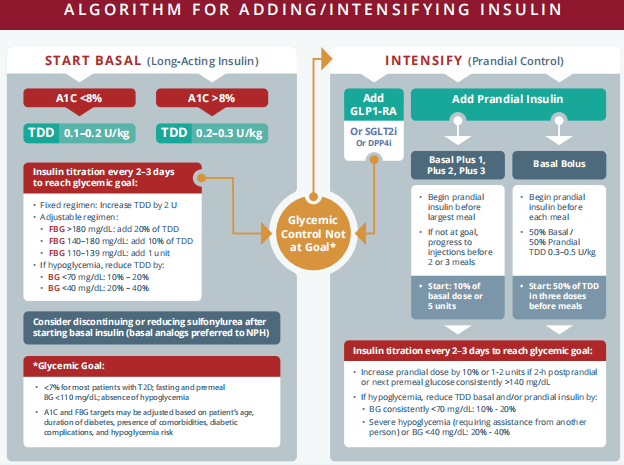 ALGORITHM FOR ADDING/INTENSIFYING INSULIN
START BASAL (Long-Acting Insulin)
A1C <8%
A1C >8%
TDD 0.1–0.2 U/kg
TDD 0.2–0.3 U/kg
Insulin titration every 2–3 days
to reach glycemic goal:
• Fixed regimen: Increase TDD by 2 U
• Adjustable regimen:
• FBG >180 mg/dL: add 20% of TDD
• FBG 140–180 mg/dL: add 10% of TDD
• FBG 110–139 mg/dL: add 1 unit
• If hypoglycemia, reduce TDD by:
• BG <70 mg/dL: 10% – 20%
• BG <40 mg/dL: 20% – 40%
Consider discontinuing or reducing sulfonylurea after
starting basal insulin (basal analogs preferred to NPH)
*Glycemic Goal:
• <7% for most patients with T2D; fasting and premeal
BG <110 mg/dL; absence of hypoglycemia
• A1C and FBG targets may be adjusted based on patient's age,
duration of diabetes, presence of comorbidities, diabetic
complications, and hypoglycemia risk
Glycemic
Control Not
at Goal*
INTENSIFY (Prandial Control)
Add
GLP1-RA
Or SGLT2i
Or DPP4i
Add Prandial Insulin
Basal Plus 1,
Plus 2, Plus 3
• Begin prandial
insulin before
largest meal
• If not at goal,
progress to
injections before
2 or 3 meals
• Start: 10% of
basal dose or
5 units
Basal Bolus
• Begin prandial
insulin before
each meal
• 50% Basal /
50% Prandial
TDD 0.3–0.5 U/kg
• Start: 50% of TDD
in three doses
before meals
Insulin titration every 2–3 days to reach glycemic goal:
• Increase prandial dose by 10% or 1-2 units if 2-h postprandial
or next premeal glucose consistently >140 mg/dL
• If hypoglycemia, reduce TDD basal and/or prandial insulin by:
• BG consistently <70 mg/dL: 10% - 20%
• Severe hypoglycemia (requiring assistance from another
person) or BG <40 mg/dL: 20% - 40%